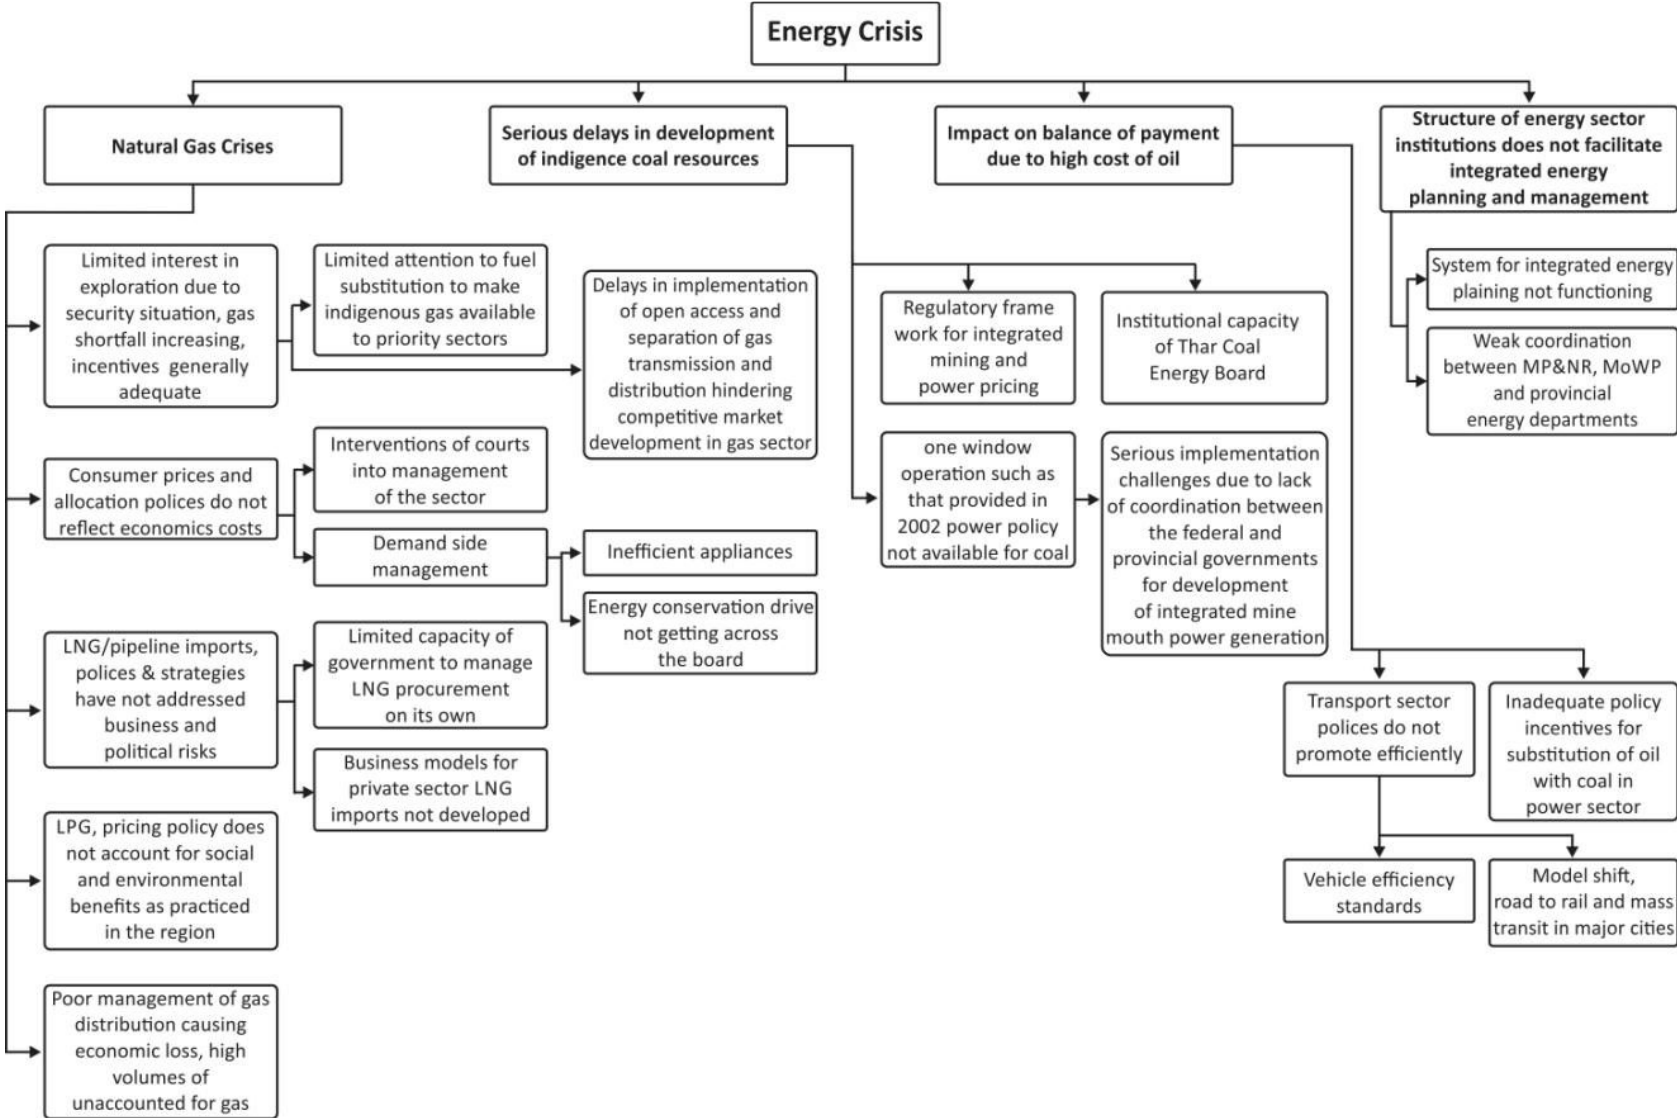 Energy Crisis
Natural Gas Crises
Serious delays in development
of indigence coal resources
Impact on balance of payment
due to high cost of oil
Structure of energy sector
institutions does not facilitate
integrated energy
planning and management
Limited interest in
exploration due to
security situation, gas
shortfall increasing,
incentives generally
adequate
Limited attention to fuel
substitution to make
indigenous gas available
to priority sectors
Delays in implementation
of open access and
separation of gas
transmission and
distribution hindering
competitive market
development in gas sector
Consumer prices and
allocation polices do not
reflect economics costs
Interventions of courts
into management
of the sector
Demand side
management
Inefficient appliances
Energy conservation drive
not getting across
the board
LNG/pipeline imports,
polices & strategies
have not addressed
business and
political risks
Limited capacity of
government to manage
LNG procurement
on its own
Business models for
private sector LNG
imports not developed
LPG, pricing policy does
not account for social
and environmental
benefits as practiced
in the region
Poor management of gas
distribution causing
economic loss, high
volumes of
unaccounted for gas
Regulatory frame
work for integrated
mining and
power pricing
Institutional capacity
of Thar Coal
Energy Board
one window
operation such as
that provided in
2002 power policy
not available for coal
Serious implementation
challenges due to lack
of coordination between
the federal and
provincial governments
for development
of integrated mine
mouth power generation
Transport sector
polices do not
promote efficiently
Inadequate policy
incentives for
substitution of oil
with coal in
power sector
Vehicle efficiency
standards
Model shift,
road to rail and mass
transit in major cities
System for integrated energy
plaining not functioning
Weak coordination
between MP&NR, MoWP
and provincial
energy departments